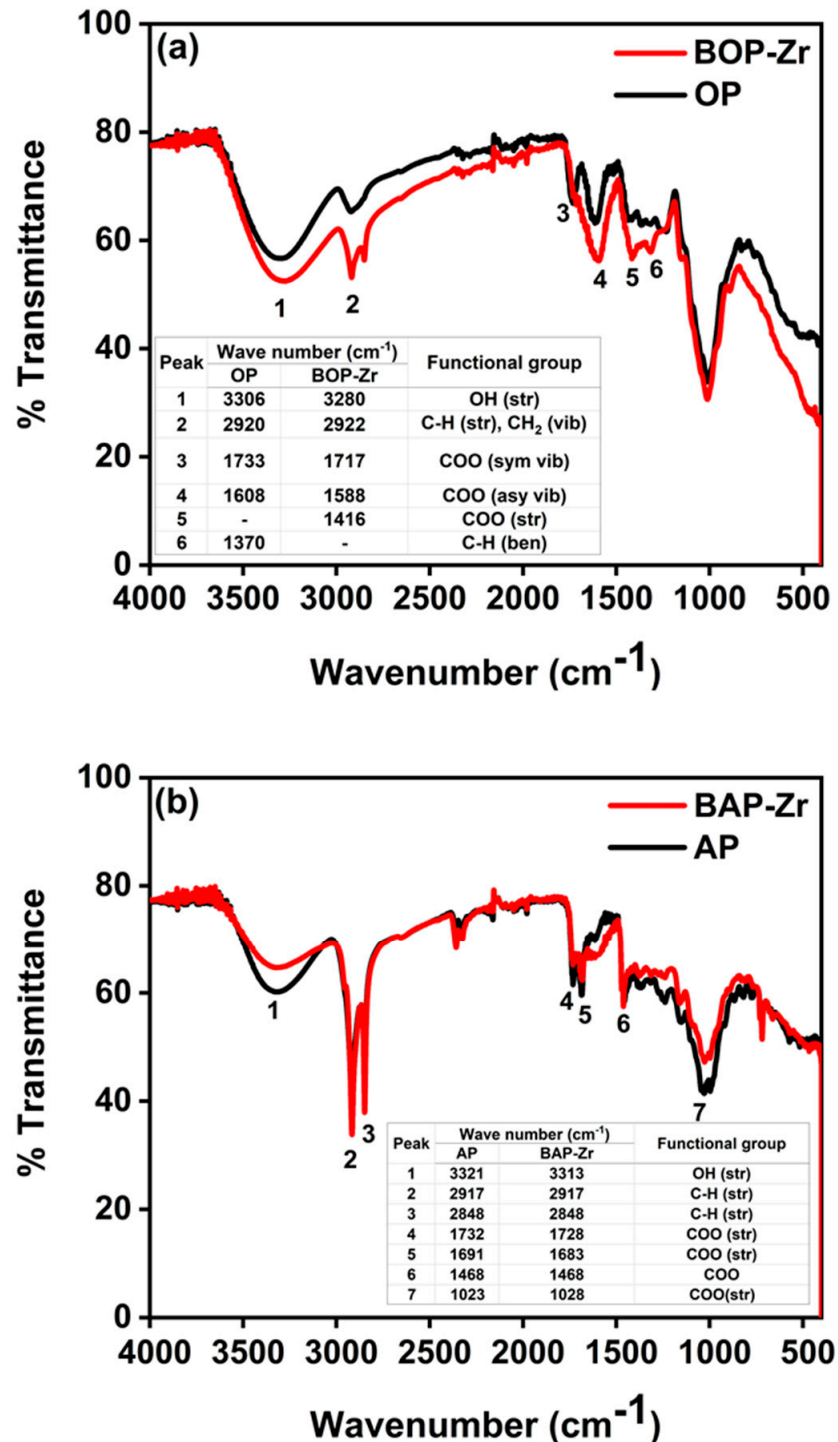 (a)
BOP-Zr
OP
% Transmittance
100
80
60
40
20
0
1
2
3
4
5
6
Peak Wave number (cm-1) Functional group
OP BOP-Zr
1 3306 3280 OH (str)
2 2920 2922 C-H (str), CH2 (vib)
3 1733 1717 COO (sym vib)
4 1608 1588 COO (asy vib)
5 - 1416 COO (str)
6 1370 - C-H (ben)
4000 3500 3000 2500 2000 1500 1000 500
Wavenumber (cm-1)
(b)
BAP-Zr
AP
% Transmittance
100
80
60
40
20
0
1
2
3
4
5
6
7
Peak Wave number (cm-1) Functional group
AP BAP-Zr
1 3321 3313 OH (str)
2 2917 2917 C-H (str)
3 2848 2848 C-H (str)
4 1732 1728 COO (str)
5 1691 1683 COO (str)
6 1468 1468 COO
7 1023 1028 COO(str)
4000 3500 3000 2500 2000 1500 1000 500
Wavenumber (cm-1)